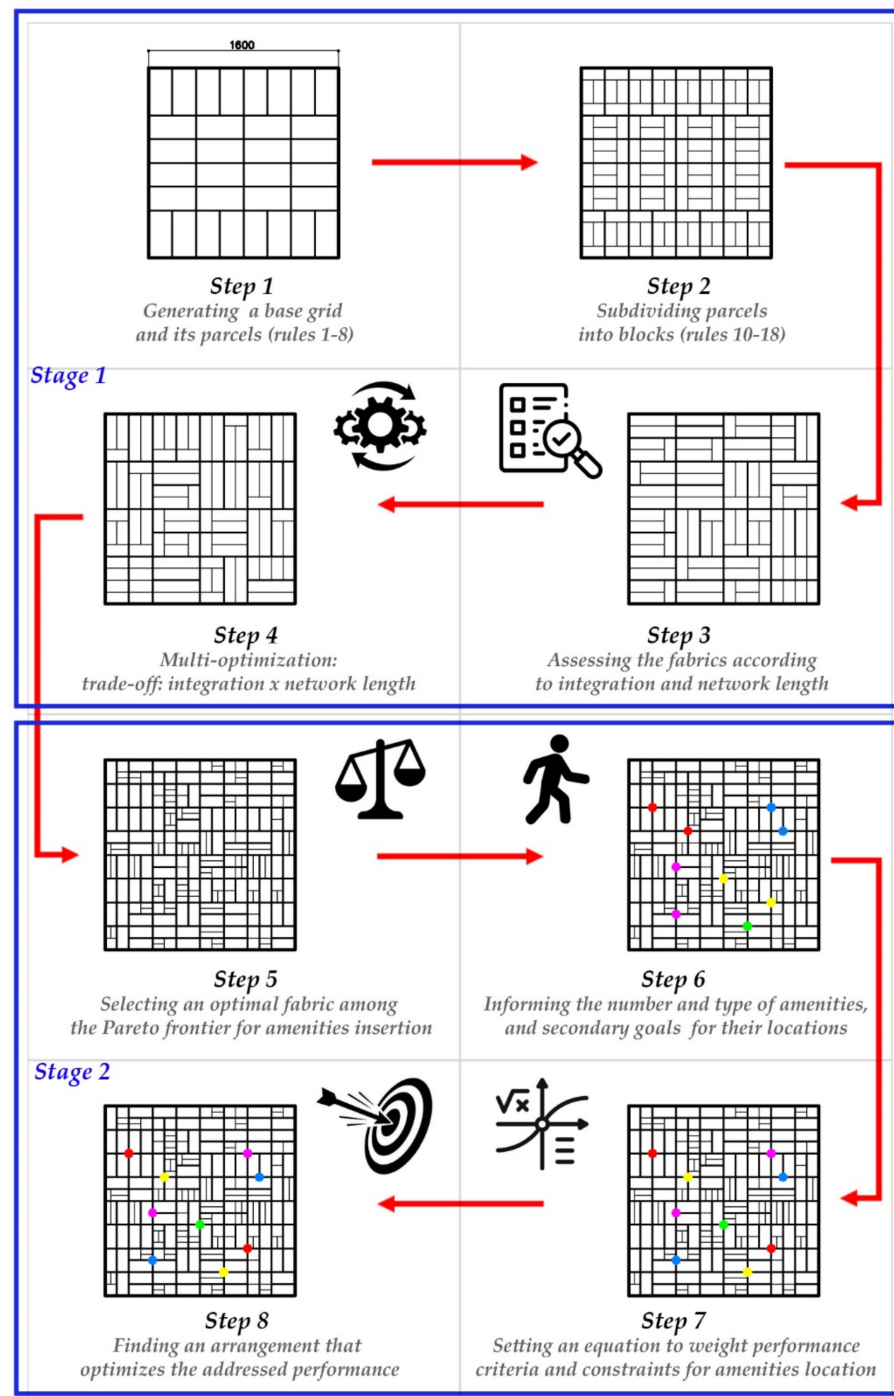 1600
Step 1
Generating a base grid
and its parcels (rules 1-8)
Step 2
Subdividing parcels
into blocks (rules 10-18)
Stage 1
Step 4
Multi-optimization:
trade-off: integration x network length
Step 3
Assessing the fabrics according
to integration and network length
Step 5
Selecting an optimal fabric among
the Pareto frontier for amenities insertion
Step 6
Informing the number and type of amenities,
and secondary goals for their locations
Stage 2
√x
Step 8
Finding an arrangement that
optimizes the addressed performance
Step 7
Setting an equation to weight performance
criteria and constraints for amenities location